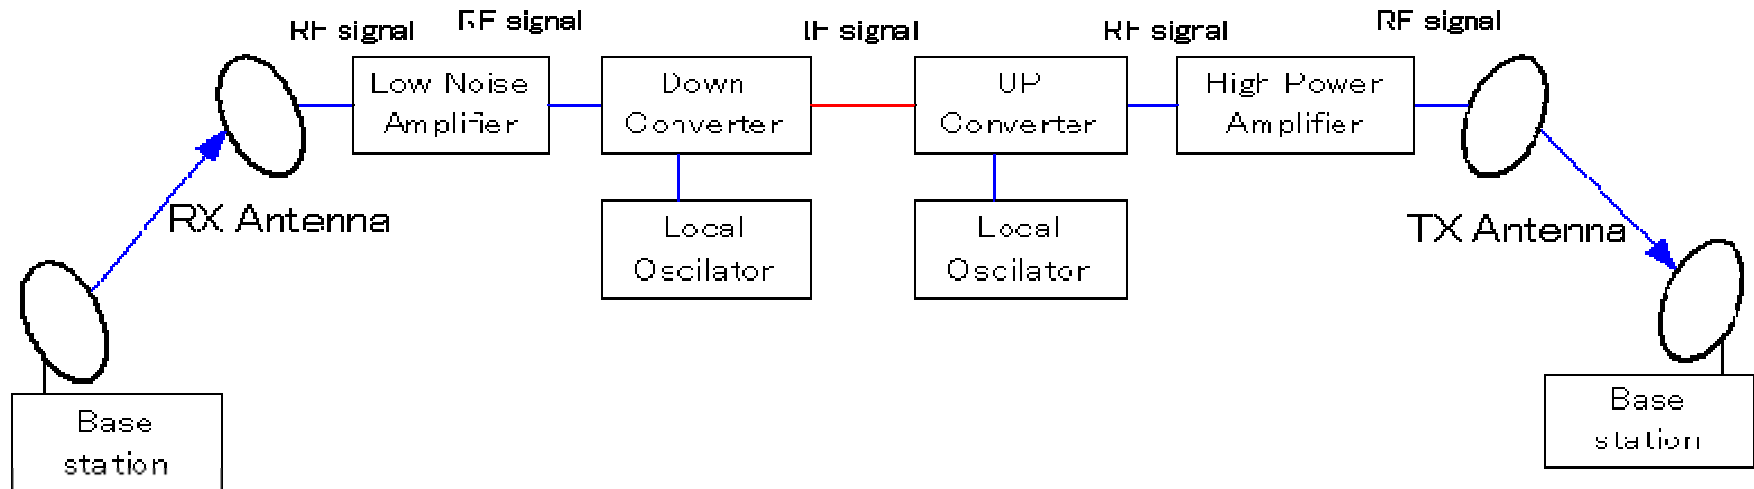 RF signal
RF signal
IF signal
RF signal
RF signal
Low Noise
Amplifier
Down
Converter
UP
Converter
High Power
Amplifier
RX Antenna
Local
Oscilator
Local
Oscilator
TX Antenna
Base
station
Base
station